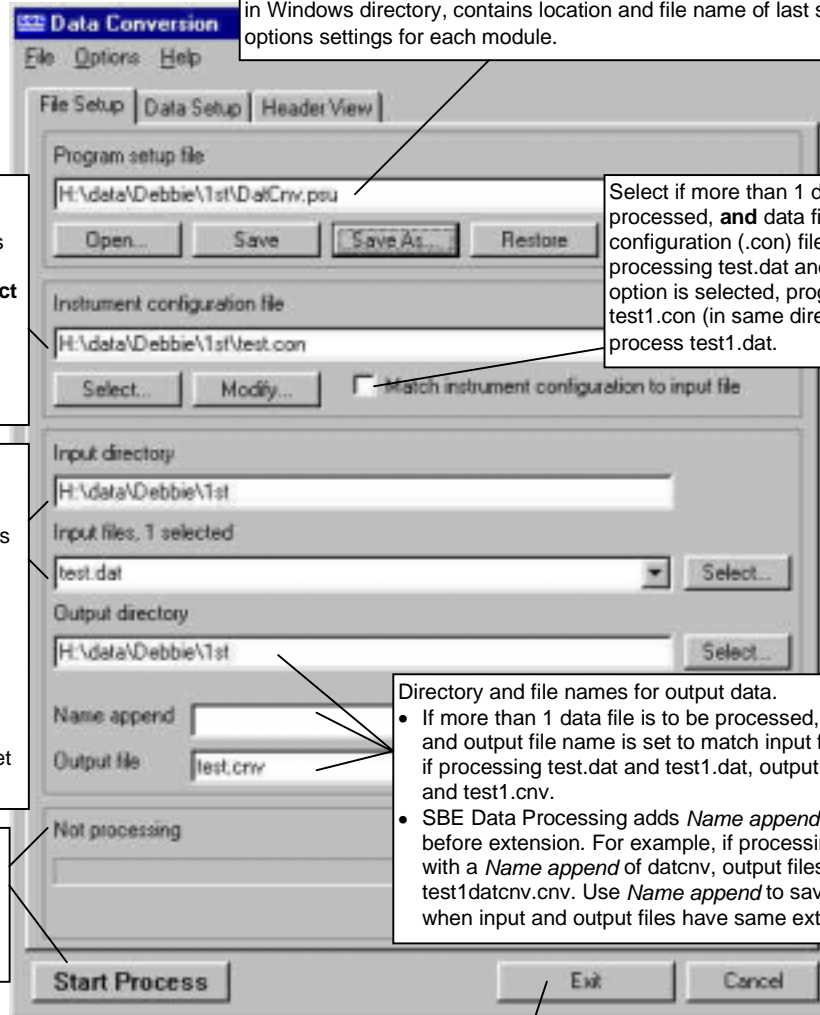 in Windows directory, contains location and file name of last s
options settings for each module.
Data Conversion
File Options Help
File Setup Data Setup Header View
Program setup file
H:\data\Debbie\1st\DatCnv.psu
Open... Save Save As... Restore
Select if more than 1 d
processed, and data fi
configuration (.con) file
processing test.dat and
option is selected, prog
test1.con (in same dire
process test1.dat.
s
ct
Instrument configuration file
H:\data\Debbie\1st\test.con
Select... Modify... Match instrument configuration to input file
Input directory
H:\data\Debbie\1st
s
Input files, 1 selected
test.dat Select...
Output directory
H:\data\Debbie\1st Select...
Directory and file names for output data.
• If more than 1 data file is to be processed,
and output file name is set to match input f
if processing test.dat and test1.dat, output
and test1.cnv.
• SBE Data Processing adds Name append
before extension. For example, if processin
with a Name append of datcnv, output files
test1datcnv.cnv. Use Name append to sav
when input and output files have same ext
Name append
et
Output file test.cnv
Not processing
Start Process Exit Cancel